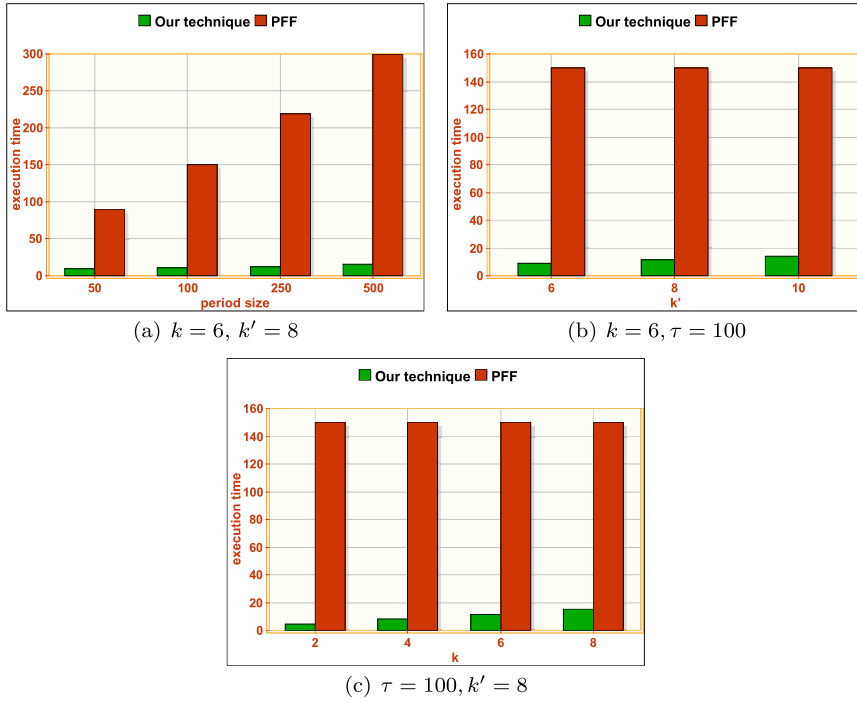 Our technique PFF
300
250
200
150
100
50
0
execution time
50 100 250 500
period size
(a) k = 6, k′ = 8
Our technique PFF
160
140
120
100
80
60
40
20
0
execution time
6 8 10
k'
(b) k = 6, τ = 100
Our technique PFF
160
140
120
100
80
60
40
20
0
execution time
2 4 6 8
k
(c) τ = 100, k′ = 8